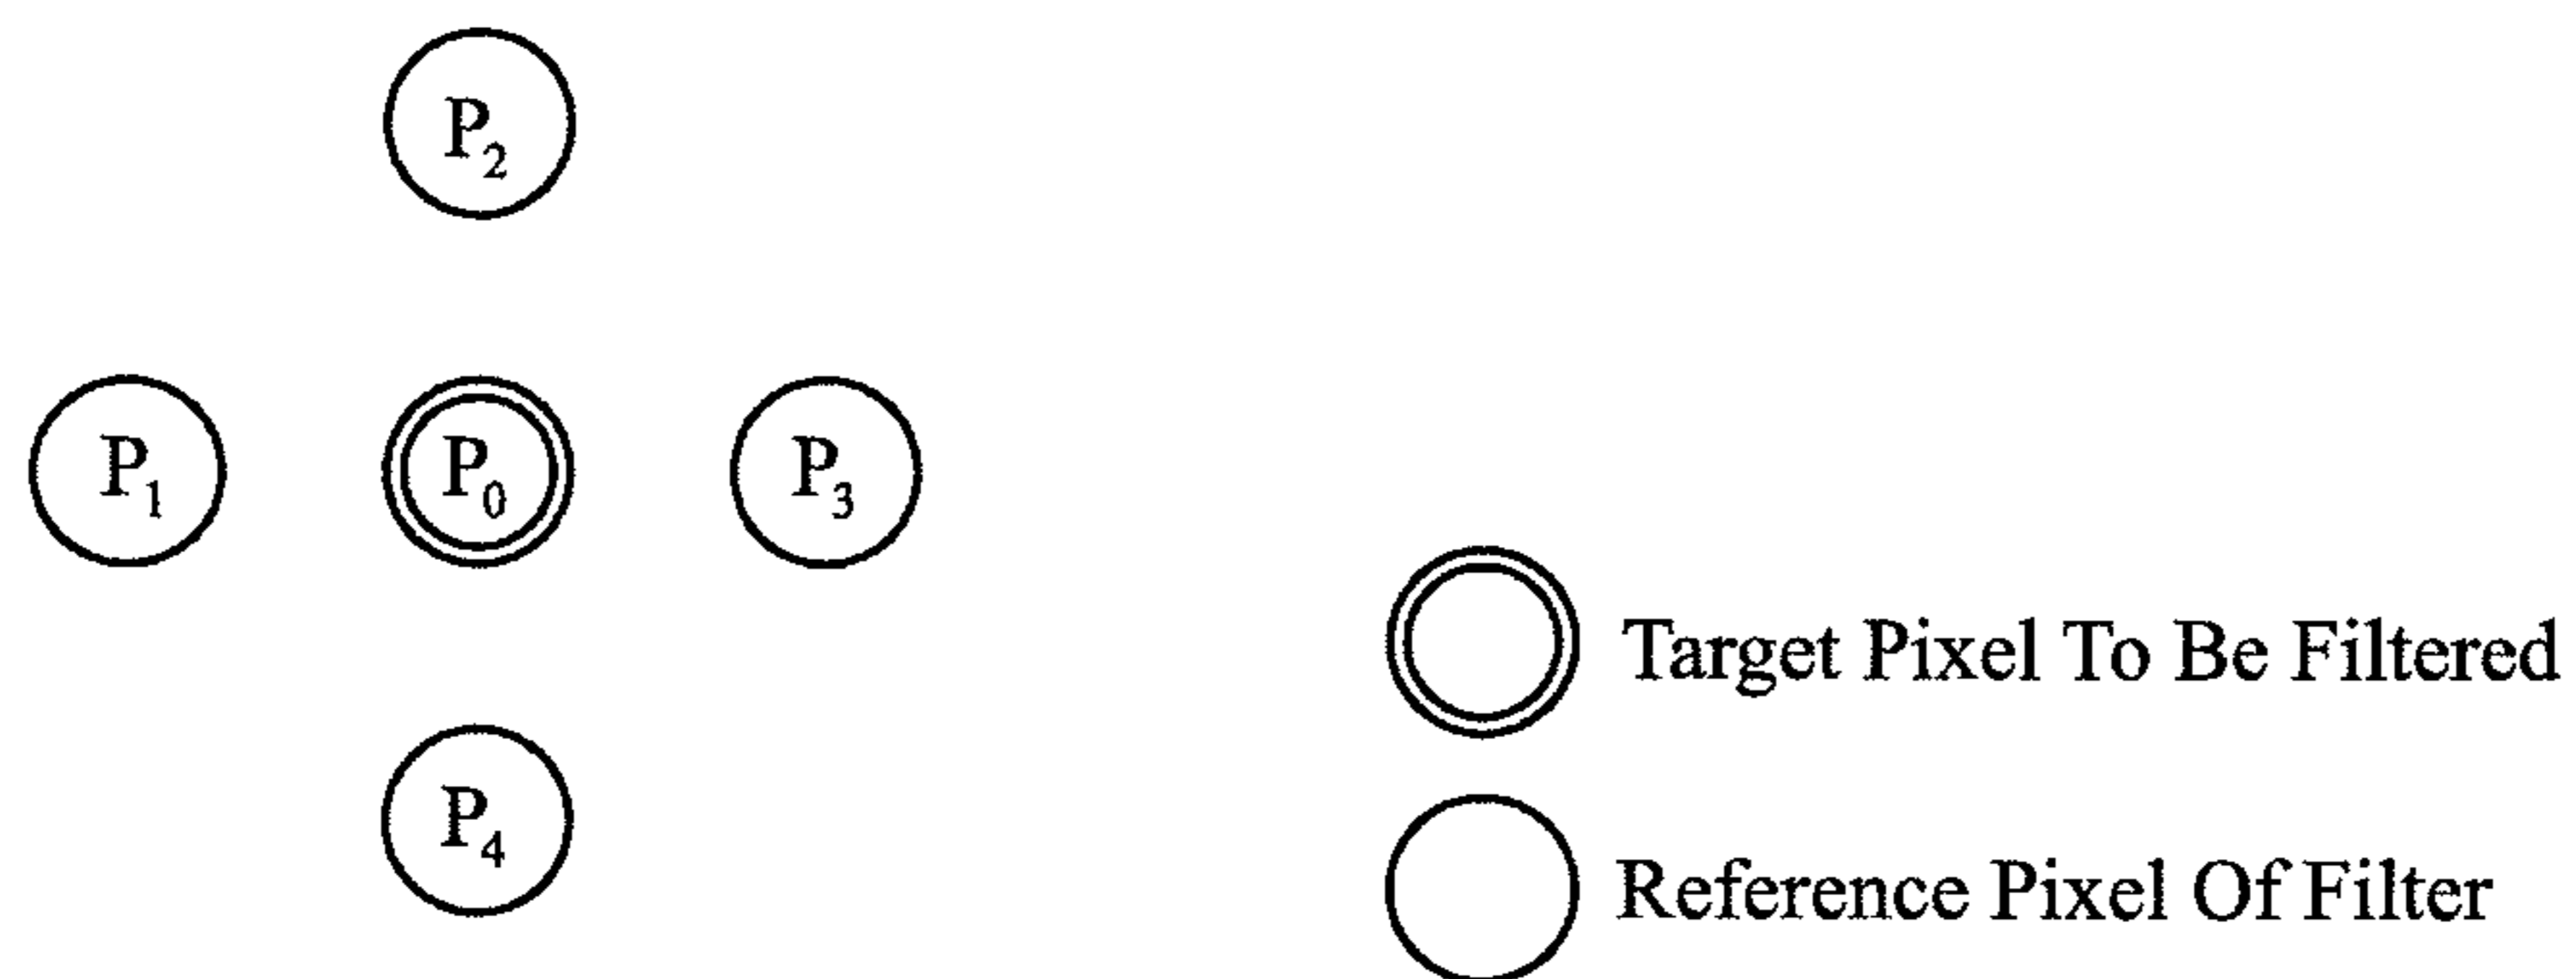 P2
P1 P0 P3
P4
Target Pixel To Be Filtered
Reference Pixel Of Filter